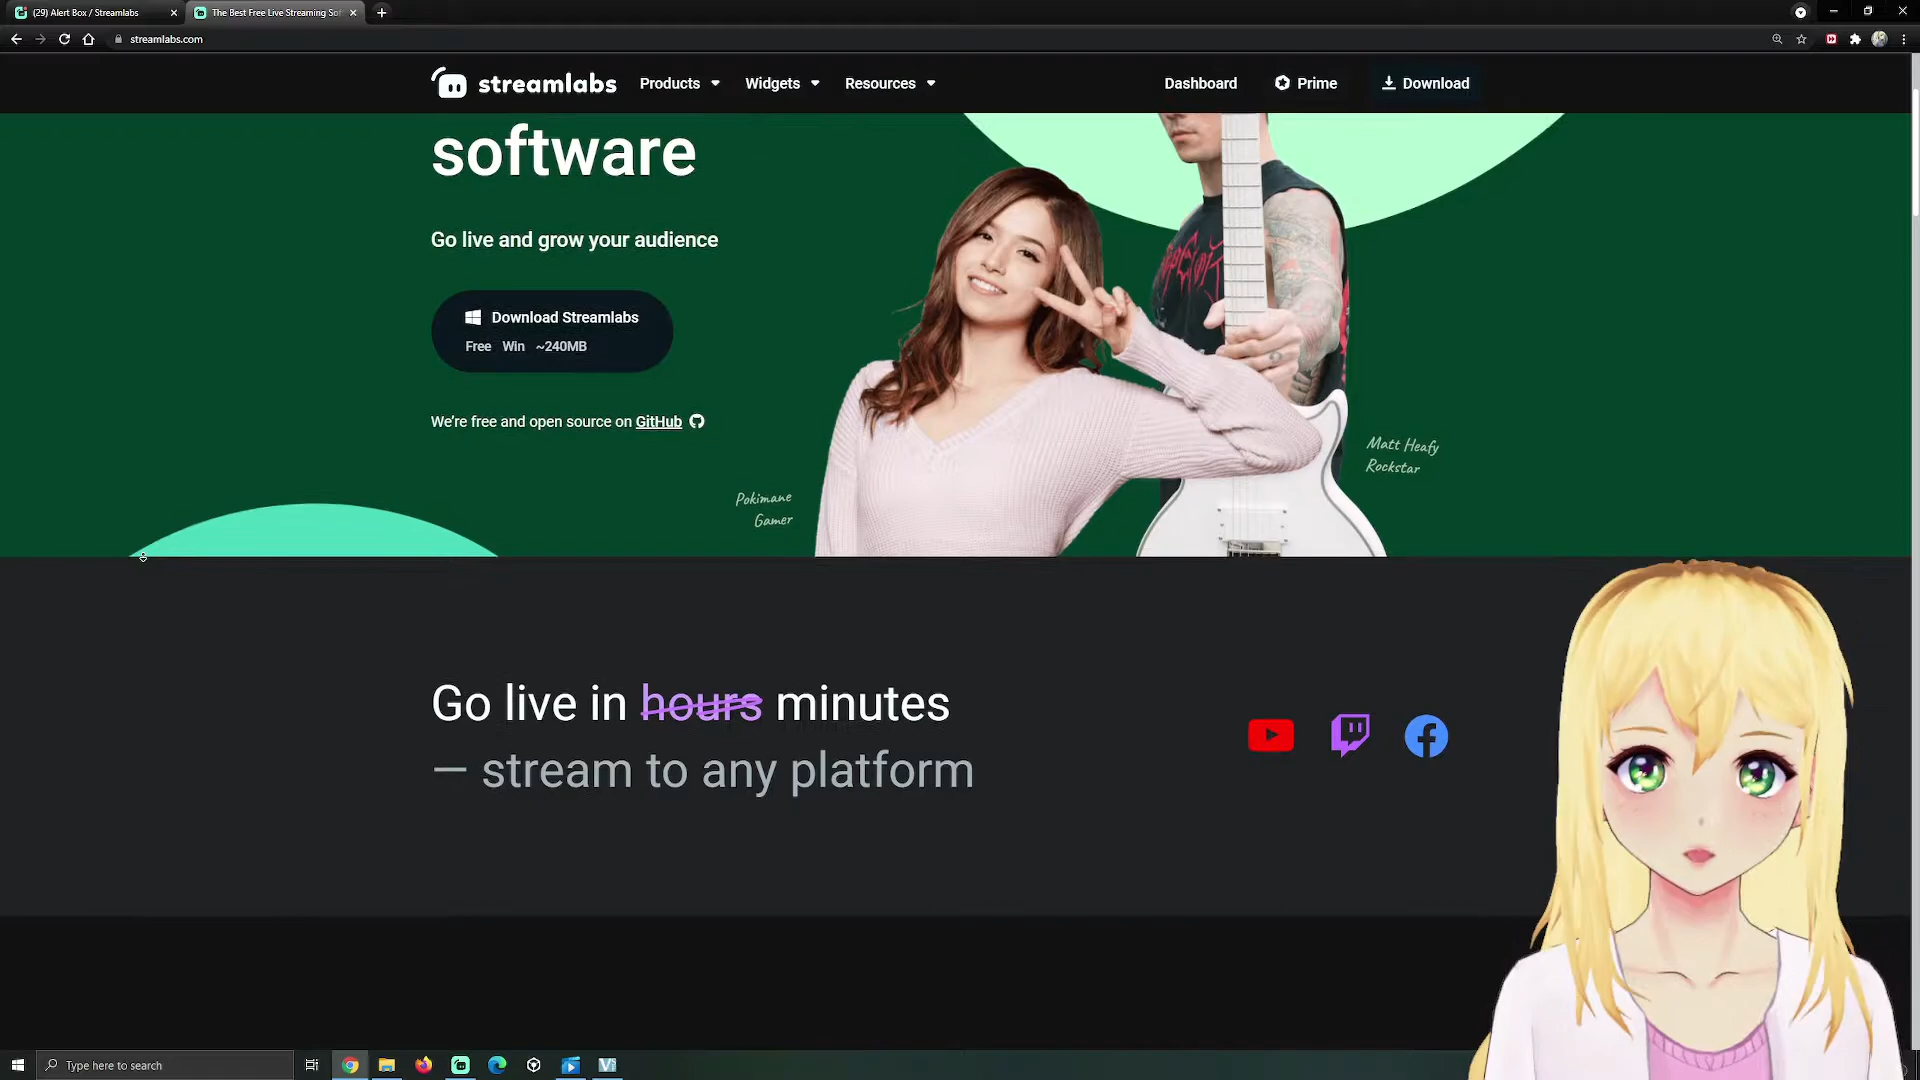 (29) Alert Box / Streamlabs
The Best Free Live Streaming Sof
streamlabs.com
streamlabs
Products
Widgets
Resources
Dashboard
Prime
Download
software
Go live and grow your audience
Download Streamlabs
Free Win ~240MB
We're free and open source on GitHub
Matt Heafy
Rockstar
Pokimane
Gamer
Go live in hours minutes
— stream to any platform
Type here to search